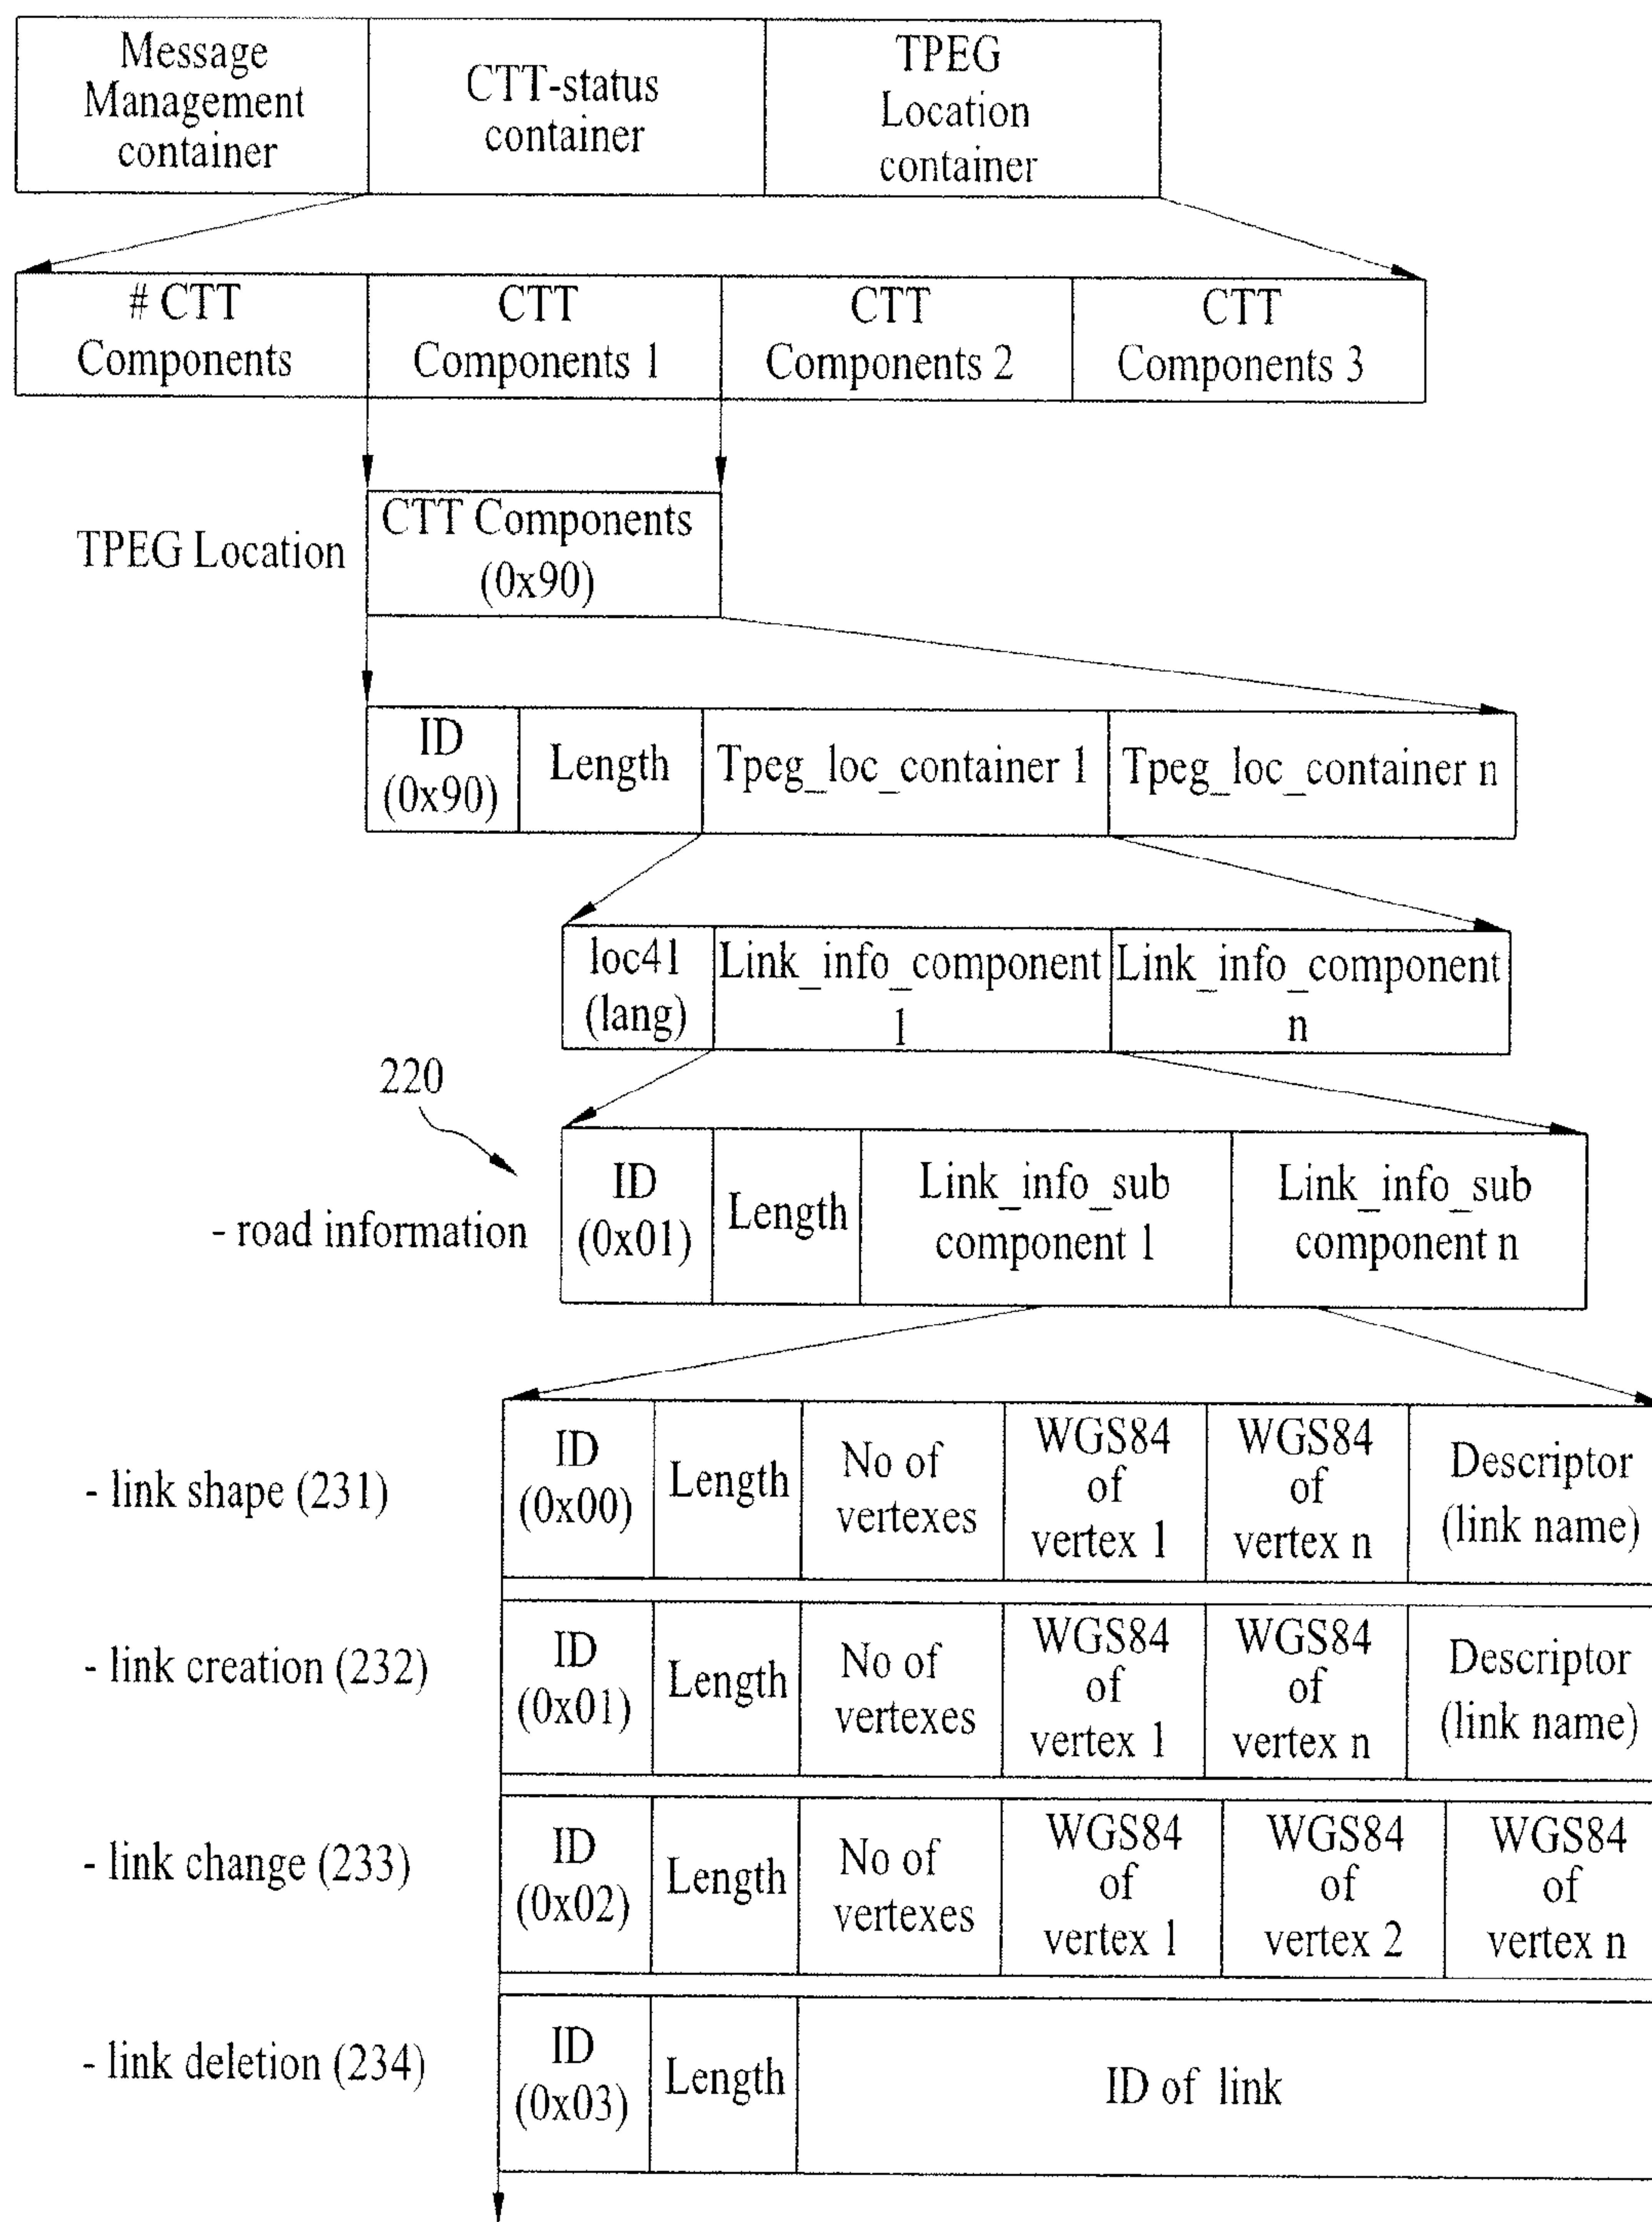 Message
Management
container
CTT-status
container
TPEG
Location
container
# CTT
Components
CTT
Components 1
CTT
Components 2
CTT
Components 3
TPEG Location
CTT Components
(0x90)
ID
(0x90)
Length
Tpeg_loc_container 1
Tpeg_loc_container n
loc41
(lang)
Link_info_component
1
Link_info_component
n
220
- road information
ID
(0x01)
Length
Link_info_sub
component 1
Link_info_sub
component n
- link shape (231)
ID
(0x00)
Length
No of
vertexes
WGS84
of
vertex 1
WGS84
of
vertex n
Descriptor
(link name)
- link creation (232)
ID
(0x01)
Length
No of
vertexes
WGS84
of
vertex 1
WGS84
of
vertex n
Descriptor
(link name)
- link change (233)
ID
(0x02)
Length
No of
vertexes
WGS84
of
vertex 1
WGS84
of
vertex 2
WGS84
of
vertex n
- link deletion (234)
ID
(0x03)
Length
ID of link